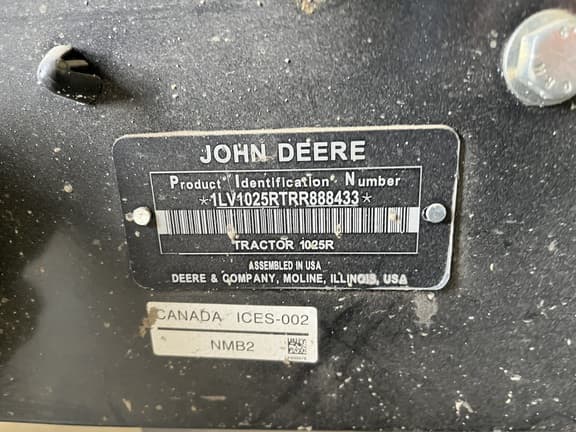 JOHN DEERE
Product Identification Number
*1LV1025RTRR888433*
TRACTOR 1025R
ASSEMBLED IN USA
DEERE & COMPANY, MOLINE, ILLINOIS, USA
CANADA ICES-002
NMB2